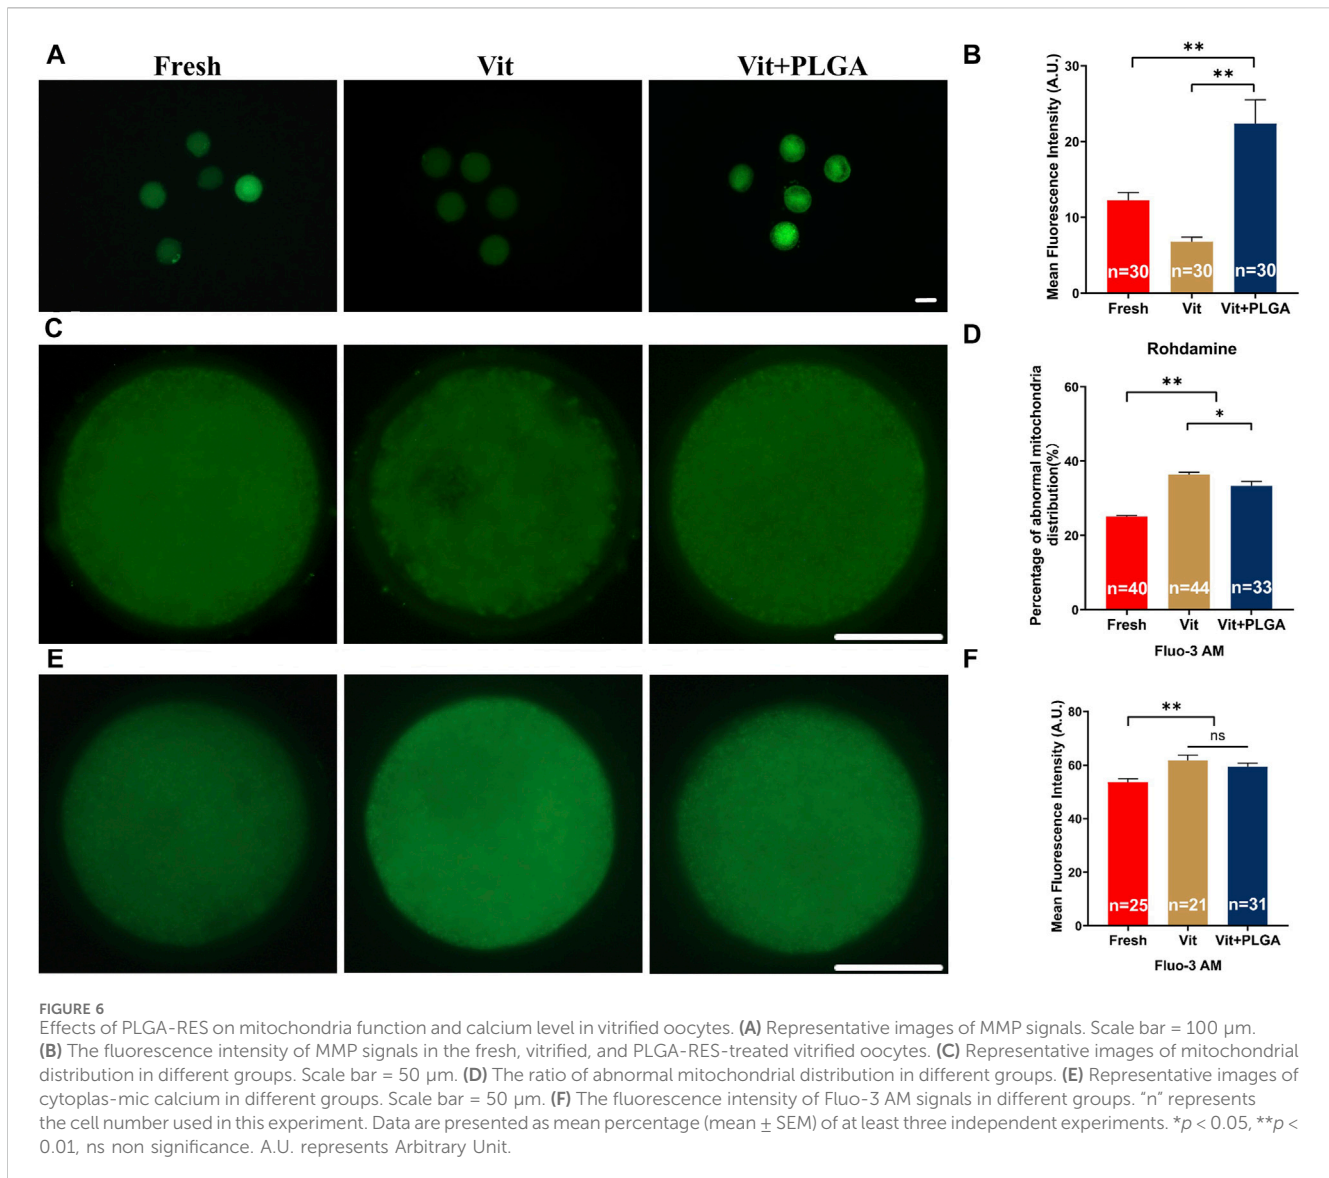 A
Fresh
Vit
Vit+PLGA
B
**
**
Mean Fluorescence Intensity (A.U.)
30
20
10
0
n=30
n=30
n=30
Fresh
Vit
Vit+PLGA
Rohdamine
C
D
**
*
Percentage of abnormal mitochondria
distribution(%)
60
40
20
0
n=40
n=44
n=33
Fresh
Vit
Vit+PLGA
Fluo-3 AM
E
F
**
ns
Mean Fluorescence Intensity (A.U.)
80
60
40
20
0
n=25
n=21
n=31
Fresh
Vit
Vit+PLGA
Fluo-3 AM
FIGURE 6
Effects of PLGA-RES on mitochondria function and calcium level in vitrified oocytes. (A) Representative images of MMP signals. Scale bar = 100 μm.
(B) The fluorescence intensity of MMP signals in the fresh, vitrified, and PLGA-RES-treated vitrified oocytes. (C) Representative images of mitochondrial
distribution in different groups. Scale bar = 50 μm. (D) The ratio of abnormal mitochondrial distribution in different groups. (E) Representative images of
cytoplas-mic calcium in different groups. Scale bar = 50 μm. (F) The fluorescence intensity of Fluo-3 AM signals in different groups. “n” represents
the cell number used in this experiment. Data are presented as mean percentage (mean ± SEM) of at least three independent experiments. *p < 0.05, **p <
0.01, ns non significance. A.U. represents Arbitrary Unit.